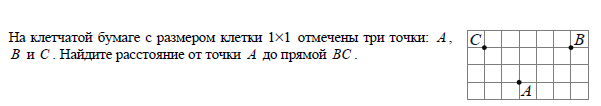 На клетчатой бумаге с размером клетки 1×1 отмечены три точки: A,
B и C. Найдите расстояние от точки A до прямой BC.
C B
A